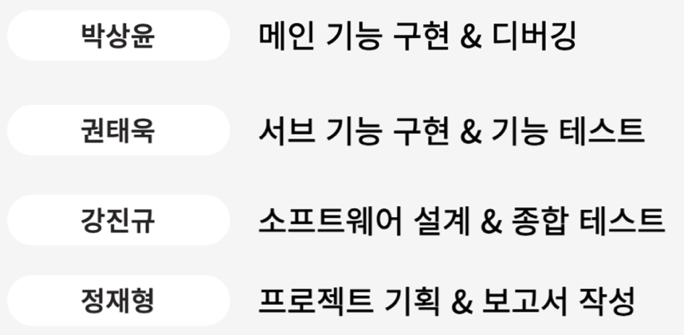 박상윤 메인 기능 구현 & 디버깅
권태욱 서브 기능 구현 & 기능 테스트
강진규 소프트웨어 설계 & 종합 테스트
정재형 프로젝트 기획 & 보고서 작성